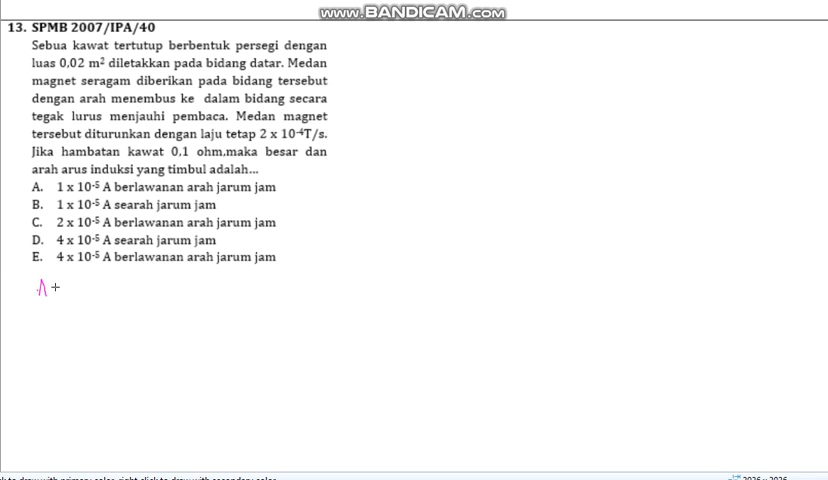 www.BANDICAM.com
13. SPMB 2007/IPA/40
Sebua kawat tertutup berbentuk persegi dengan
luas 0,02 m² diletakkan pada bidang datar. Medan
magnet seragam diberikan pada bidang tersebut
dengan arah menembus ke dalam bidang secara
tegak lurus menjauhi pembaca. Medan magnet
tersebut diturunkan dengan laju tetap 2 x 10⁻⁴T/s.
Jika hambatan kawat 0,1 ohm,maka besar dan
arah arus induksi yang timbul adalah...
A. 1 x 10⁻⁵ A berlawanan arah jarum jam
B. 1 x 10⁻⁵ A searah jarum jam
C. 2 x 10⁻⁵ A berlawanan arah jarum jam
D. 4 x 10⁻⁵ A searah jarum jam
E. 4 x 10⁻⁵ A berlawanan arah jarum jam